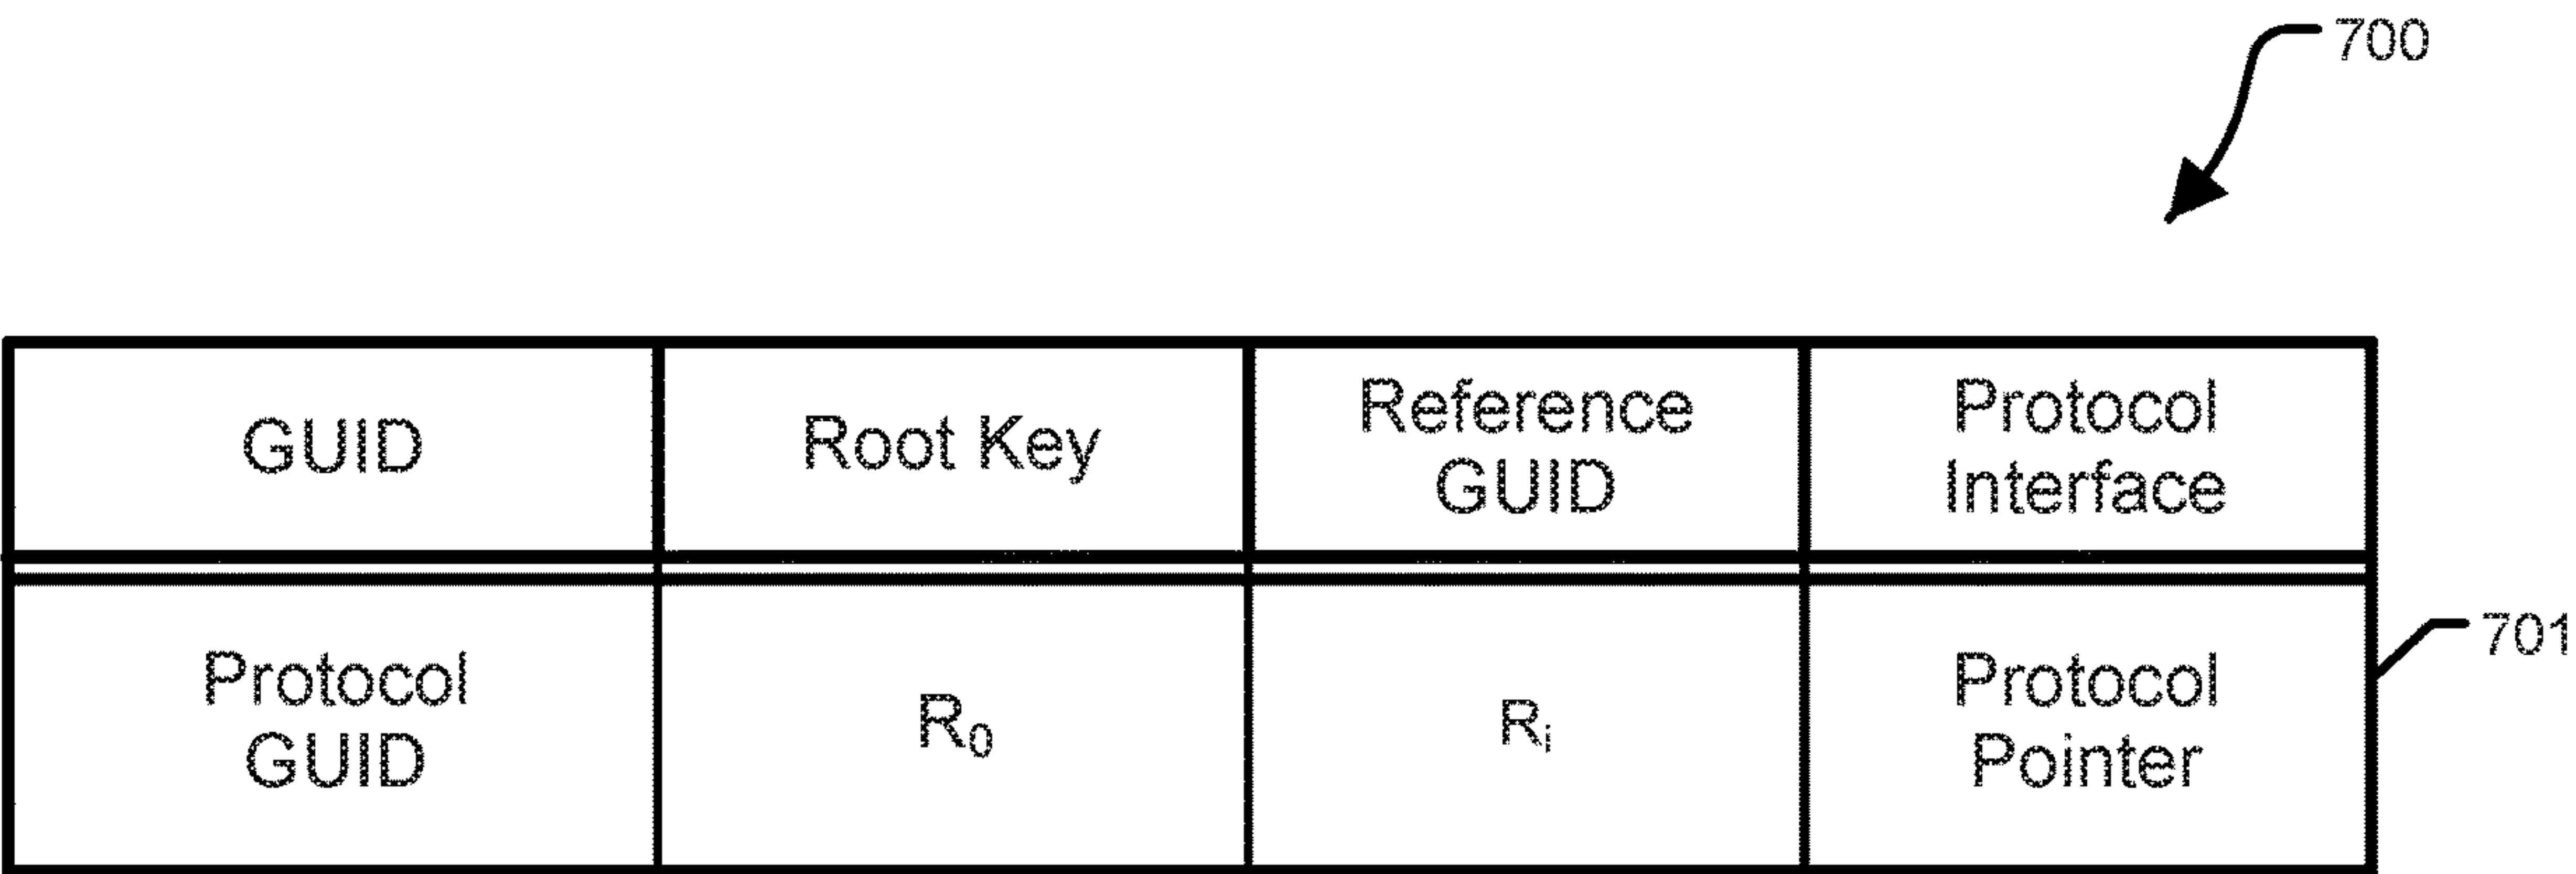 700
GUID
Root Key
Reference
GUID
Protocol
Interface
Protocol
GUID
R₀
Rᵢ
Protocol
Pointer
701